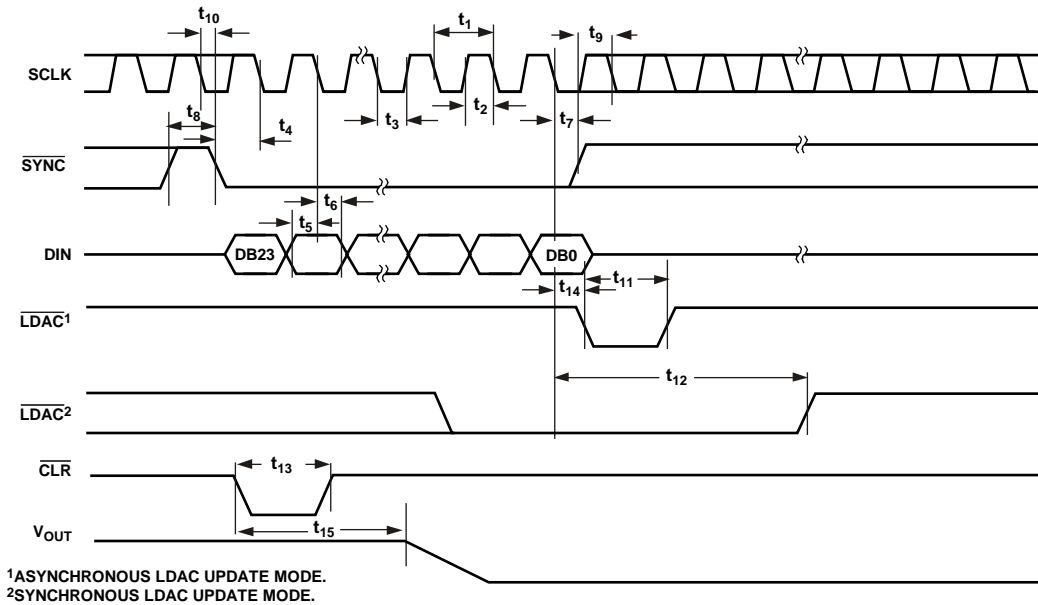 t10
t1
t9
SCLK
t8
t4
t3
t2
t7
SYNC
t6
t5
DIN
DB23
DB0
t14
t11
LDAC1
t12
LDAC2
CLR
t13
t15
VOUT
1ASYNCHRONOUS LDAC UPDATE MODE.
2SYNCHRONOUS LDAC UPDATE MODE.